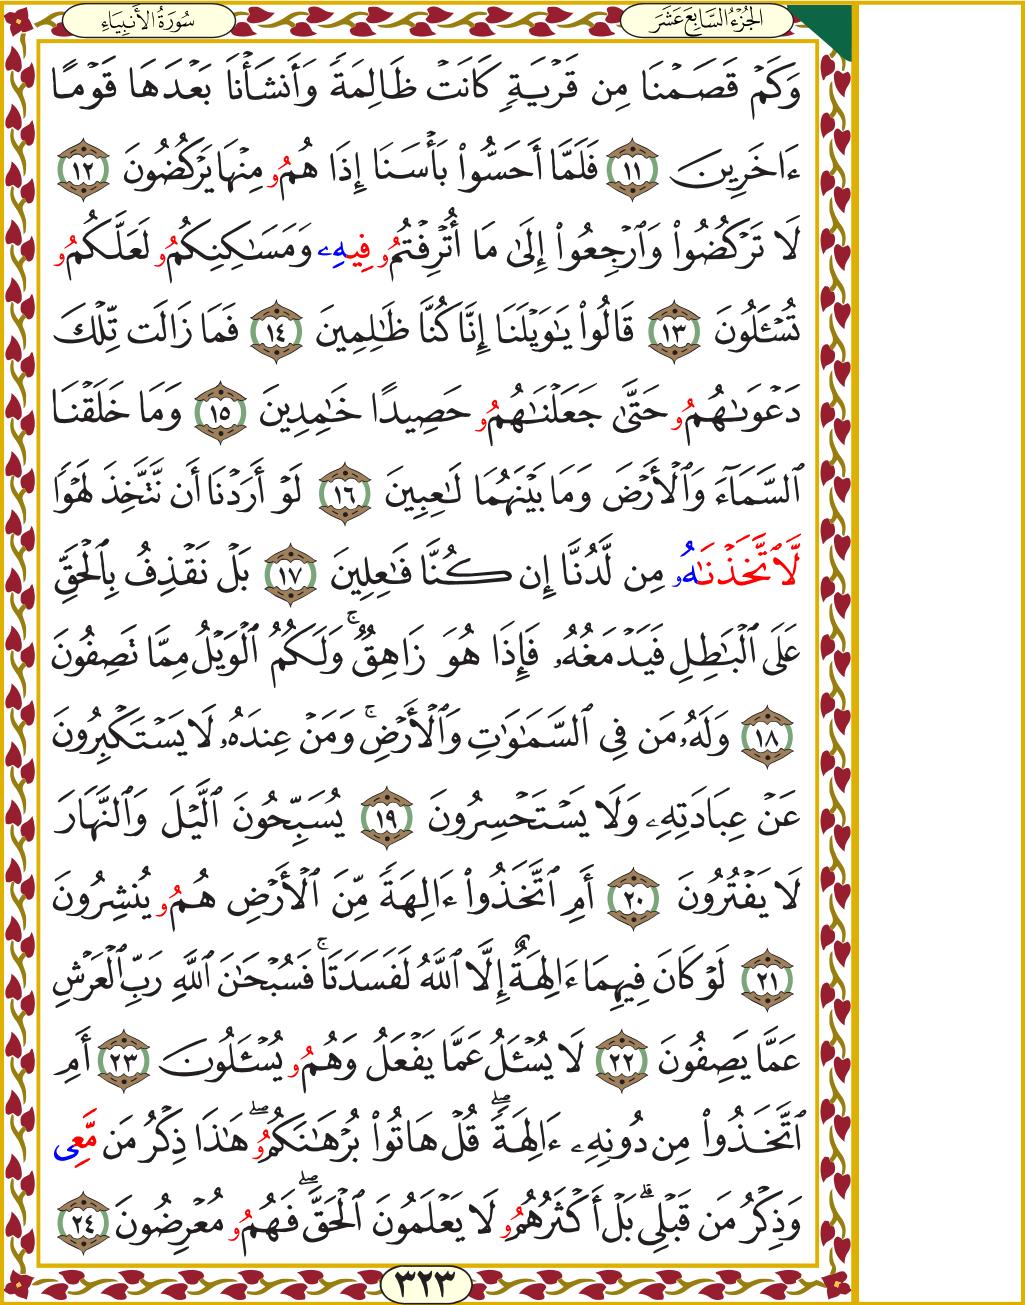 الجُزْءُ السَّابِعَ عَشَرَ
سُورَةُ الأَنبِيَاءِ
وَكَمۡ قَصَمۡنَا مِن قَرۡيَةٖ كَانَتۡ ظَالِمَةٗ وَأَنشَأۡنَا بَعۡدَهَا قَوۡمًا
ءَاخَرِينَ ١١ فَلَمَّآ أَحَسُّواْ بَأۡسَنَآ إِذَا هُمُۥ مِنۡهَا يَرۡكُضُونَ ١٢
لَا تَرۡكُضُواْ وَٱرۡجِعُوٓاْ إِلَىٰ مَآ أُتۡرِفۡتُمُۥ فِيهِۦ وَمَسَٰكِنِكُمُۥ لَعَلَّكُمُۥ
تُسۡـَٔلُونَ ١٣ قَالُواْ يَٰوَيۡلَنَآ إِنَّا كُنَّا ظَٰلِمِينَ ١٤ فَمَا زَالَت تِّلۡكَ
دَعۡوَىٰهُمُۥ حَتَّىٰ جَعَلۡنَٰهُمُۥ حَصِيدًا خَٰمِدِينَ ١٥ وَمَا خَلَقۡنَا
ٱلسَّمَآءَ وَٱلۡأَرۡضَ وَمَا بَيۡنَهُمَا لَٰعِبِينَ ١٦ لَوۡ أَرَدۡنَآ أَن نَّتَّخِذَ لَهۡوٗا
لَّٱتَّخَذۡنَٰهُۥ مِن لَّدُنَّآ إِن كُنَّا فَٰعِلِينَ ١٧ بَلۡ نَقۡذِفُ بِٱلۡحَقِّ
عَلَى ٱلۡبَٰطِلِ فَيَدۡمَغُهُۥ فَإِذَا هُوَ زَاهِقٞۚ وَلَكُمُ ٱلۡوَيۡلُ مِمَّا تَصِفُونَ
١٨ وَلَهُۥ مَن فِي ٱلسَّمَٰوَٰتِ وَٱلۡأَرۡضِۚ وَمَنۡ عِندَهُۥ لَا يَسۡتَكۡبِرُونَ
عَنۡ عِبَادَتِهِۦ وَلَا يَسۡتَحۡسِرُونَ ١٩ يُسَبِّحُونَ ٱلَّيۡلَ وَٱلنَّهَارَ
لَا يَفۡتُرُونَ ٢٠ أَمِ ٱتَّخَذُوٓاْ ءَالِهَةٗ مِّنَ ٱلۡأَرۡضِ هُمُۥ يُنشِرُونَ
٢١ لَوۡ كَانَ فِيهِمَآ ءَالِهَةٌ إِلَّا ٱللَّهُ لَفَسَدَتَاۚ فَسُبۡحَٰنَ ٱللَّهِ رَبِّ ٱلۡعَرۡشِ
عَمَّا يَصِفُونَ ٢٢ لَا يُسۡـَٔلُ عَمَّا يَفۡعَلُ وَهُمُۥ يُسۡـَٔلُونَ ٢٣ أَمِ
ٱتَّخَذُواْ مِن دُونِهِۦٓ ءَالِهَةٗۖ قُلۡ هَاتُواْ بُرۡهَٰنَكُمُۥۖ هَٰذَا ذِكۡرُ مَن مَّعِي
وَذِكۡرُ مَن قَبۡلِيۚ بَلۡ أَكۡثَرُهُمُۥ لَا يَعۡلَمُونَ ٱلۡحَقَّۖ فَهُمُۥ مُعۡرِضُونَ ٢٤
٣٢٣